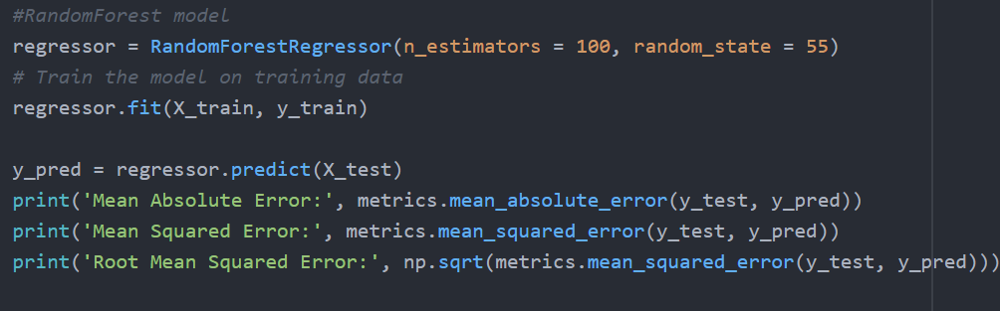 #RandomForest model
regressor = RandomForestRegressor(n_estimators = 100, random_state = 55)
# Train the model on training data
regressor.fit(X_train, y_train)
y_pred = regressor.predict(X_test)
print('Mean Absolute Error:', metrics.mean_absolute_error(y_test, y_pred))
print('Mean Squared Error:', metrics.mean_squared_error(y_test, y_pred))
print('Root Mean Squared Error:', np.sqrt(metrics.mean_squared_error(y_test, y_pred)))